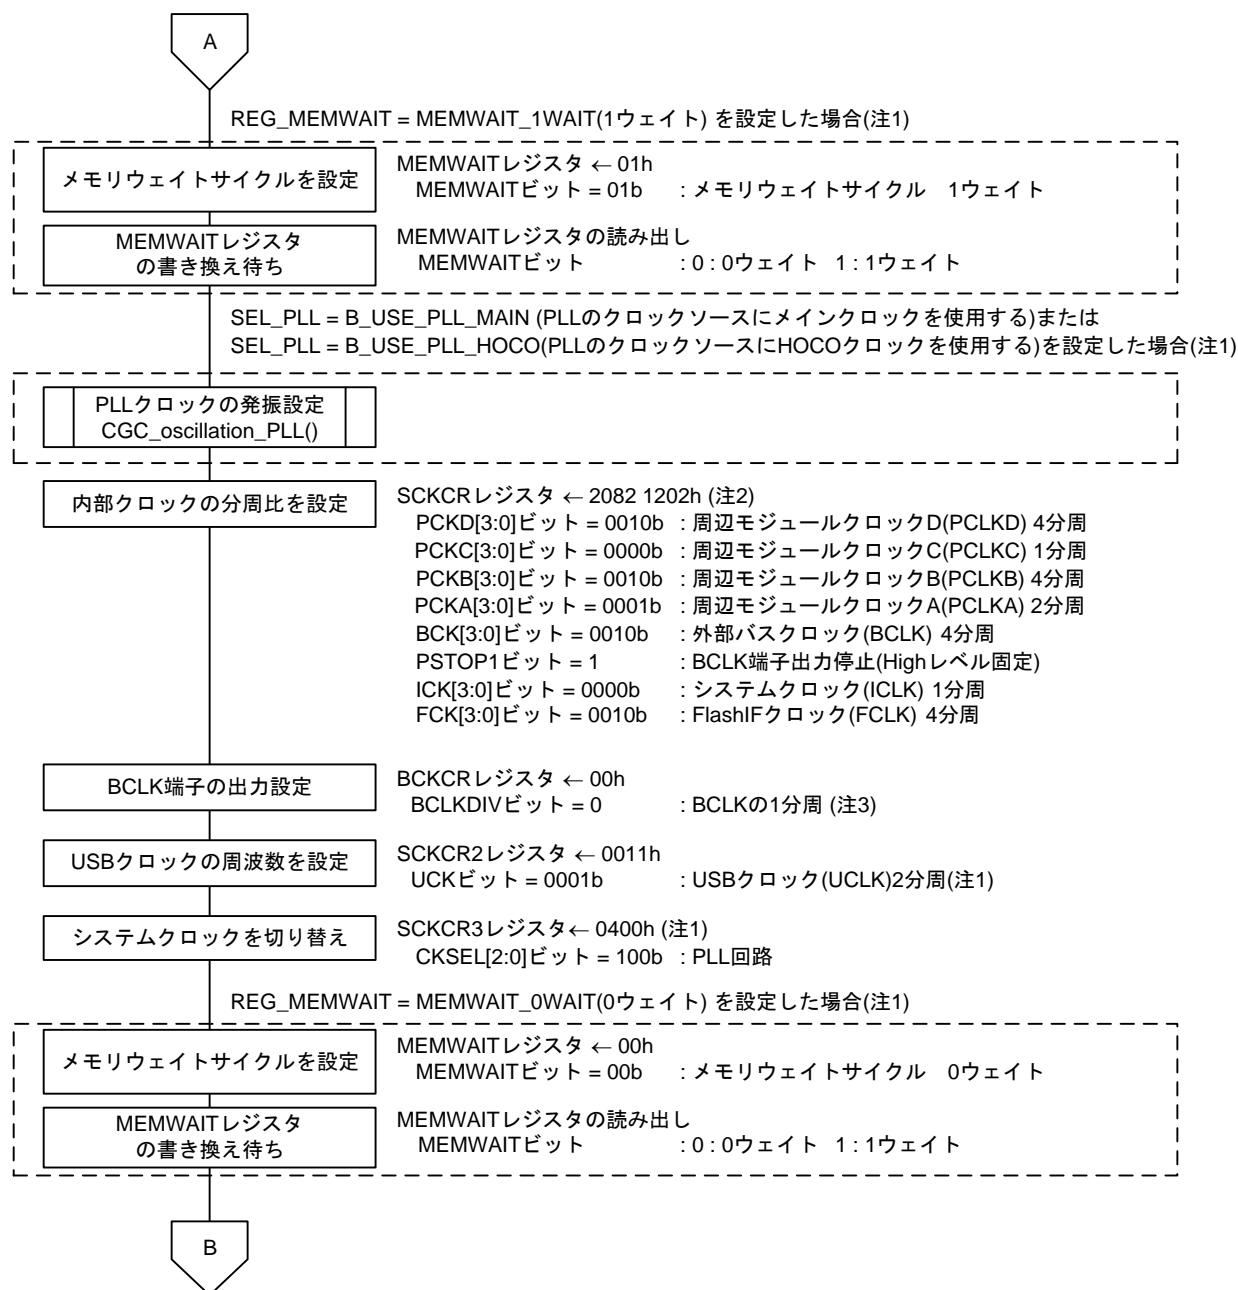 A
REG_MEMWAIT = MEMWAIT_1WAIT(1ウェイト) を設定した場合(注1)
メモリウェイトサイクルを設定
MEMWAITレジスタ ← 01h
MEMWAITビット = 01b : メモリウェイトサイクル 1ウェイト
MEMWAITレジスタ
の書き換え待ち
MEMWAITレジスタの読み出し
MEMWAITビット : 0 : 0ウェイト 1 : 1ウェイト
SEL_PLL = B_USE_PLL_MAIN (PLLのクロックソースにメインクロックを使用する)または
SEL_PLL = B_USE_PLL_HOCO(PLLのクロックソースにHOCOクロックを使用する)を設定した場合(注1)
PLLクロックの発振設定
CGC_oscillation_PLL()
内部クロックの分周比を設定
SCKCRレジスタ ← 2082 1202h (注2)
PCKD[3:0]ビット = 0010b : 周辺モジュールクロックD(PCLKD) 4分周
PCKC[3:0]ビット = 0000b : 周辺モジュールクロックC(PCLKC) 1分周
PCKB[3:0]ビット = 0010b : 周辺モジュールクロックB(PCLKB) 4分周
PCKA[3:0]ビット = 0001b : 周辺モジュールクロックA(PCLKA) 2分周
BCK[3:0]ビット = 0010b : 外部バスクロック(BCLK) 4分周
PSTOP1ビット = 1 : BCLK端子出力停止(Highレベル固定)
ICK[3:0]ビット = 0000b : システムクロック(ICLK) 1分周
FCK[3:0]ビット = 0010b : FlashIFクロック(FCLK) 4分周
BCLK端子の出力設定
BCKCRレジスタ ← 00h
BCLKDIVビット = 0 : BCLKの1分周 (注3)
USBクロックの周波数を設定
SCKCR2レジスタ ← 0011h
UCKビット = 0001b : USBクロック(UCLK)2分周(注1)
システムクロックを切り替え
SCKCR3レジスタ← 0400h (注1)
CKSEL[2:0]ビット = 100b : PLL回路
REG_MEMWAIT = MEMWAIT_0WAIT(0ウェイト) を設定した場合(注1)
メモリウェイトサイクルを設定
MEMWAITレジスタ ← 00h
MEMWAITビット = 00b : メモリウェイトサイクル 0ウェイト
MEMWAITレジスタ
の書き換え待ち
MEMWAITレジスタの読み出し
MEMWAITビット : 0 : 0ウェイト 1 : 1ウェイト
B